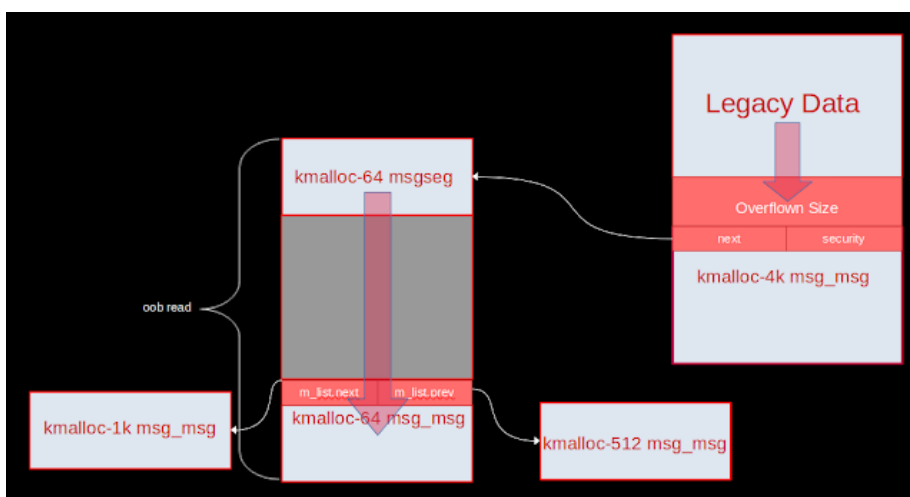 Legacy Data
kmalloc-64 msgseg
Overflown Size
next
security
kmalloc-4k msg_msg
oob read
m_list.next
m_list.prev
kmalloc-64 msg_msg
kmalloc-1k msg_msg
kmalloc-512 msg_msg